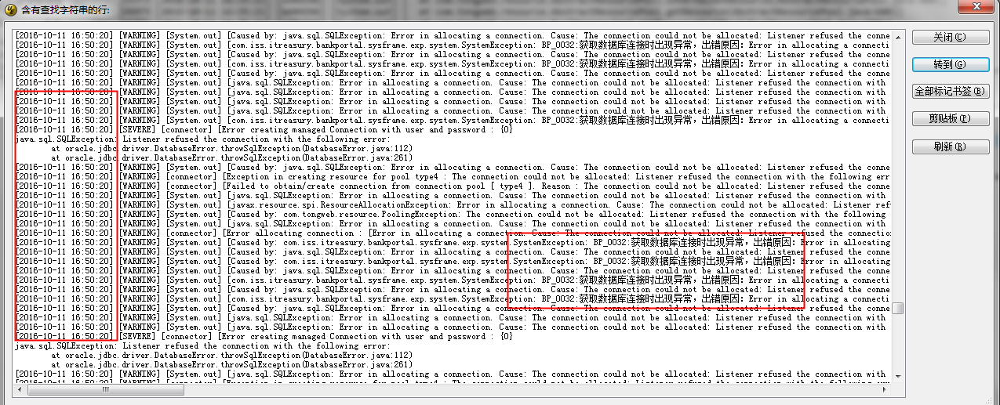 含有查找字符串的行:
[2016-10-11 16:50:20] [WARNING] [System.out] [Caused by: java.sql.SQLException: Error in allocating a connection. Cause: The connection could not be allocated: Listener refused the conne
[2016-10-11 16:50:20] [WARNING] [System.out] [com.iss.itreasury.bankportal.sysframe.exp.system.SystemException: BP_0032:获取数据库连接时出现异常，出错原因: Error in allocating a connecti
[2016-10-11 16:50:20] [WARNING] [System.out] [Caused by: java.sql.SQLException: Error in allocating a connection. Cause: The connection could not be allocated: Listener refused the conne
[2016-10-11 16:50:20] [WARNING] [System.out] [com.iss.itreasury.bankportal.sysframe.exp.system.SystemException: BP_0032:获取数据库连接时出现异常，出错原因: Error in allocating a connecti
[2016-10-11 16:50:20] [WARNING] [System.out] [Caused by: java.sql.SQLException: Error in allocating a connection. Cause: The connection could not be allocated: Listener refused the conne
[2016-10-11 16:50:20] [WARNING] [System.out] [java.sql.SQLException: Error in allocating a connection. Cause: The connection could not be allocated: Listener refused the connection with
[2016-10-11 16:50:20] [WARNING] [System.out] [java.sql.SQLException: Error in allocating a connection. Cause: The connection could not be allocated: Listener refused the connection with
[2016-10-11 16:50:20] [WARNING] [System.out] [java.sql.SQLException: Error in allocating a connection. Cause: The connection could not be allocated: Listener refused the connection with
[2016-10-11 16:50:20] [WARNING] [System.out] [java.sql.SQLException: Error in allocating a connection. Cause: The connection could not be allocated: Listener refused the connection with
[2016-10-11 16:50:20] [WARNING] [System.out] [com.iss.itreasury.bankportal.sysframe.exp.system.SystemException: BP_0032:获取数据库连接时出现异常，出错原因: Error in allocating a connecti
[2016-10-11 16:50:20] [SEVERE] [connector] [Error creating managed Connection with user and password : {0}
java.sql.SQLException: Listener refused the connection with the following error:
at oracle.jdbc.driver.DatabaseError.throwSqlException(DatabaseError.java:112)
at oracle.jdbc.driver.DatabaseError.throwSqlException(DatabaseError.java:261)
[2016-10-11 16:50:20] [WARNING] [System.out] [Caused by: java.sql.SQLException: Error in allocating a connection. Cause: The connection could not be allocated: Listener refused the conne
[2016-10-11 16:50:20] [WARNING] [connector] [Exception in creating resource for pool type4 : The connection could not be allocated: Listener refused the connection with the following err
[2016-10-11 16:50:20] [WARNING] [connector] [Failed to obtain/create connection from connection pool [ type4 ]. Reason : The connection could not be allocated: Listener refused the conne
[2016-10-11 16:50:20] [WARNING] [System.out] [java.sql.SQLException: Error in allocating a connection. Cause: The connection could not be allocated: Listener refused the connection with
[2016-10-11 16:50:20] [WARNING] [System.out] [javax.resource.spi.ResourceAllocationException: Error in allocating a connection. Cause: The connection could not be allocated: Listener ref
[2016-10-11 16:50:20] [WARNING] [System.out] [Caused by: com.tongweb.resource.PoolingException: The connection could not be allocated: Listener refused the connection with the following
[2016-10-11 16:50:20] [WARNING] [System.out] [java.sql.SQLException: Error in allocating a connection. Cause: The connection could not be allocated: Listener refused the connection with
[2016-10-11 16:50:20] [WARNING] [connector] [Error allocating connection : [Error in allocating a connection. Cause: The connection could not be allocated: Listener refused the connection
[2016-10-11 16:50:20] [WARNING] [System.out] [Caused by: com.iss.itreasury.bankportal.sysframe.exp.system.SystemException: BP_0032:获取数据库连接时出现异常，出错原因: Error in allocating
[2016-10-11 16:50:20] [WARNING] [System.out] [Caused by: java.sql.SQLException: Error in allocating a connection. Cause: The connection could not be allocated: Listener refused the conne
[2016-10-11 16:50:20] [WARNING] [System.out] [Caused by: com.iss.itreasury.bankportal.sysframe.exp.system.SystemException: BP_0032:获取数据库连接时出现异常，出错原因: Error in allocating
[2016-10-11 16:50:20] [WARNING] [System.out] [Caused by: java.sql.SQLException: Error in allocating a connection. Cause: The connection could not be allocated: Listener refused the conne
[2016-10-11 16:50:20] [WARNING] [System.out] [com.iss.itreasury.bankportal.sysframe.exp.system.SystemException: BP_0032:获取数据库连接时出现异常，出错原因: Error in allocating a connecti
[2016-10-11 16:50:20] [WARNING] [System.out] [Caused by: java.sql.SQLException: Error in allocating a connection. Cause: The connection could not be allocated: Listener refused the conne
[2016-10-11 16:50:20] [WARNING] [System.out] [com.iss.itreasury.bankportal.sysframe.exp.system.SystemException: BP_0032:获取数据库连接时出现异常，出错原因: Error in allocating a connecti
[2016-10-11 16:50:20] [WARNING] [System.out] [Caused by: java.sql.SQLException: Error in allocating a connection. Cause: The connection could not be allocated: Listener refused the conne
[2016-10-11 16:50:20] [WARNING] [System.out] [java.sql.SQLException: Error in allocating a connection. Cause: The connection could not be allocated: Listener refused the connection with
[2016-10-11 16:50:20] [WARNING] [System.out] [java.sql.SQLException: Error in allocating a connection. Cause: The connection could not be allocated: Listener refused the connection with
[2016-10-11 16:50:20] [SEVERE] [connector] [Error creating managed Connection with user and password : {0}
java.sql.SQLException: Listener refused the connection with the following error:
at oracle.jdbc.driver.DatabaseError.throwSqlException(DatabaseError.java:112)
at oracle.jdbc.driver.DatabaseError.throwSqlException(DatabaseError.java:261)
[2016-10-11 16:50:20] [WARNING] [System.out] [java.sql.SQLException: Error in allocating a connection. Cause: The connection could not be allocated: Listener refused the connection with
关闭(C)
转到(G)
全部标记书签(B)
剪贴板(P)
刷新(R)